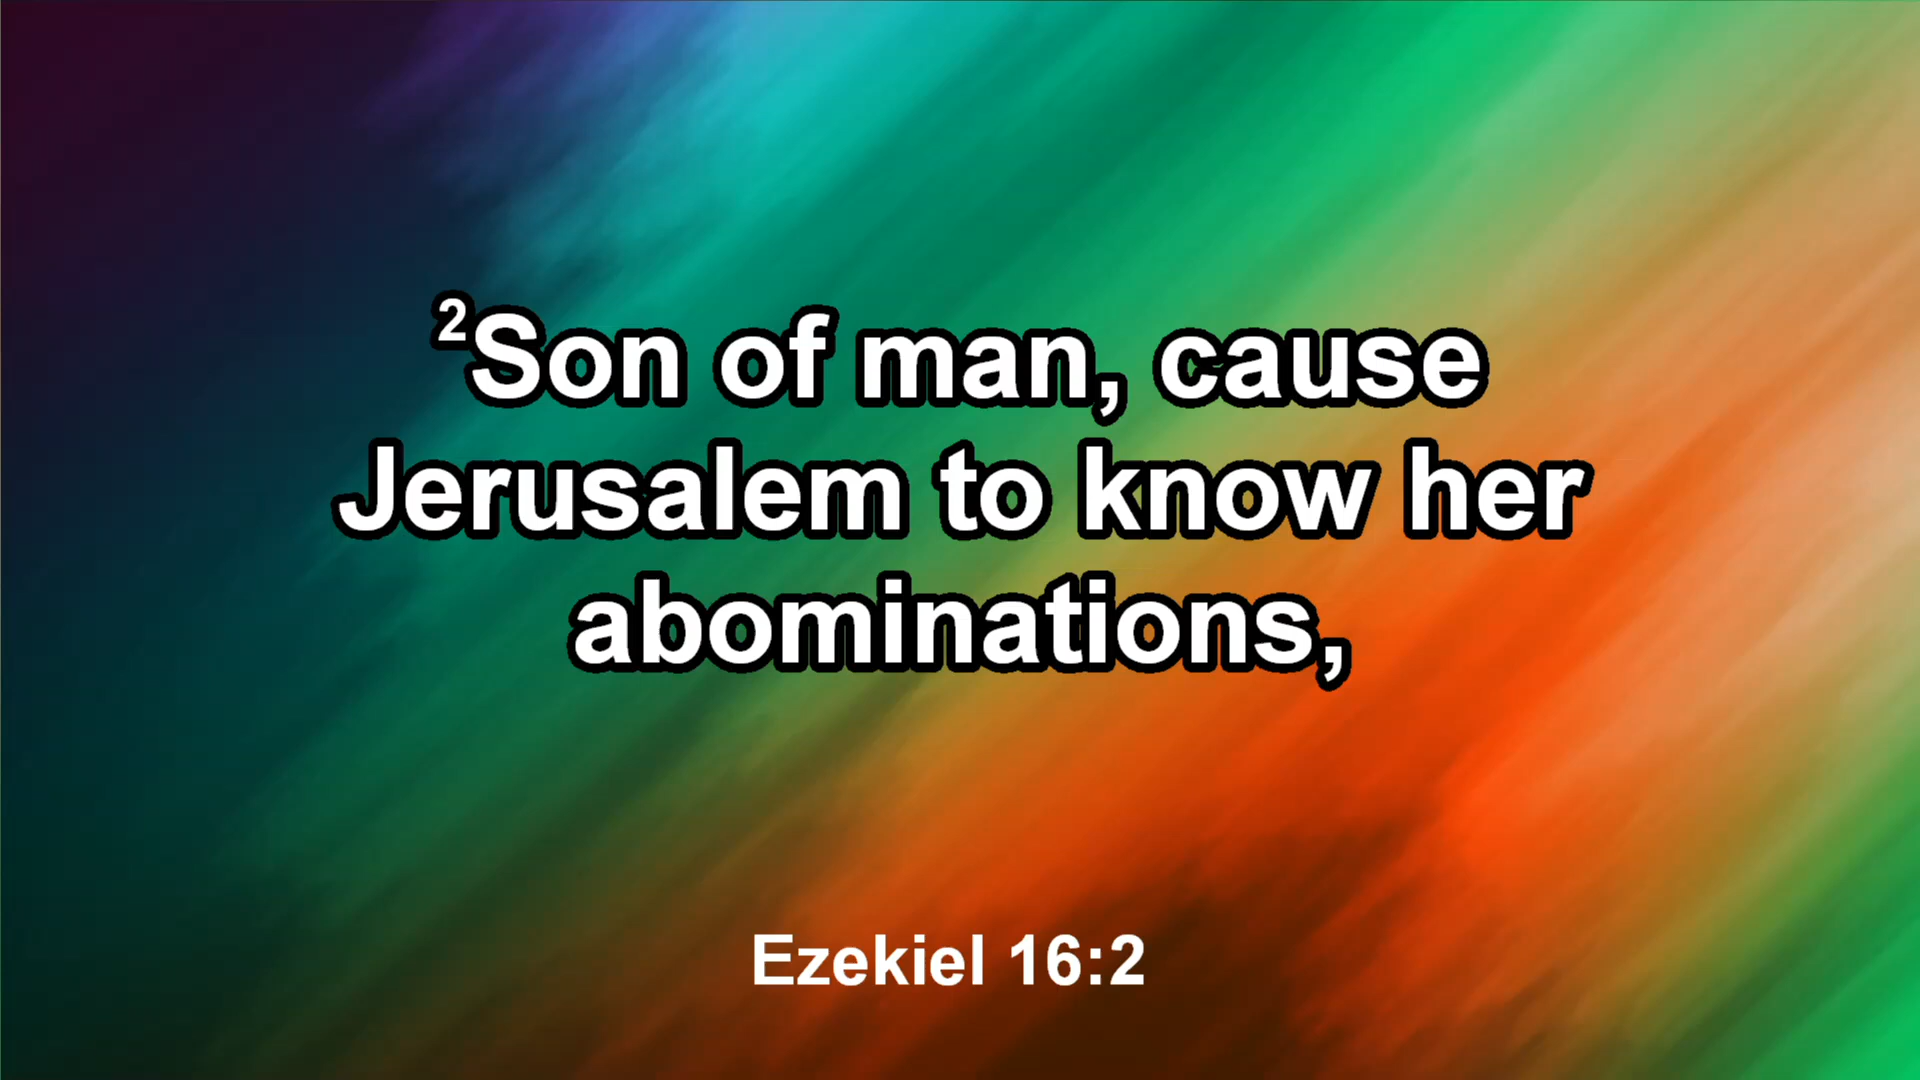 ²Son of man, cause
Jerusalem to know her
abominations,
Ezekiel 16:2